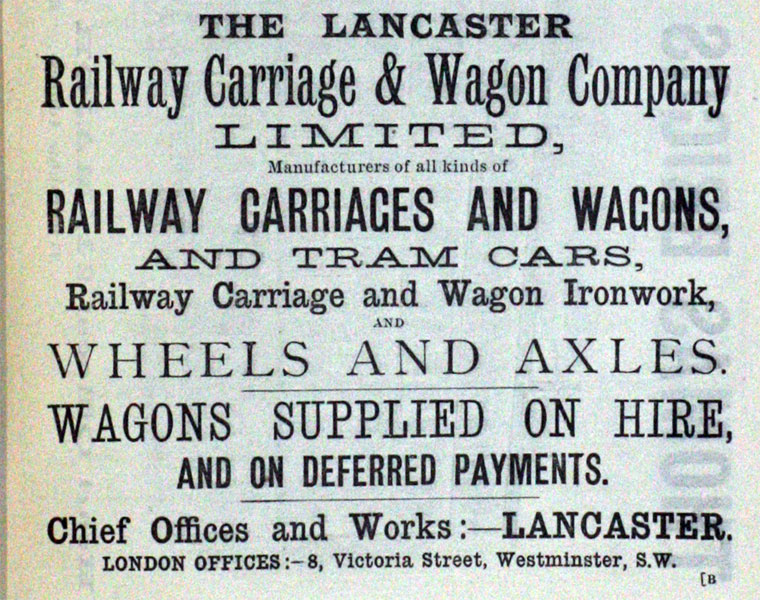 THE LANCASTER
Railway Carriage & Wagon Company
LIMITED,
Manufacturers of all kinds of
RAILWAY CARRIAGES AND WAGONS,
AND TRAM CARS,
Railway Carriage and Wagon Ironwork,
AND
WHEELS AND AXLES.
WAGONS SUPPLIED ON HIRE,
AND ON DEFERRED PAYMENTS.
Chief Offices and Works:—LANCASTER.
LONDON OFFICES:—8, Victoria Street, Westminster, S.W.
[B